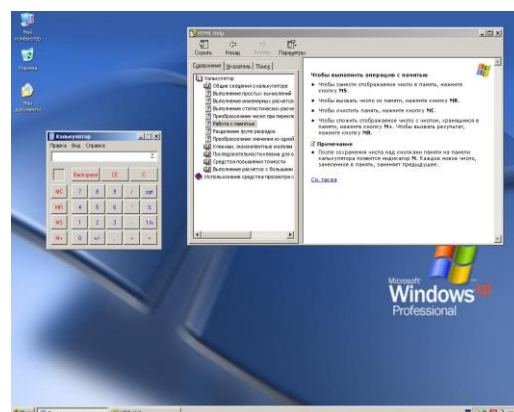 Мой
компьютер
Корзина
Мои
документы
Калькулятор
Правка Вид Справка
2,
Backspace CE C
MC 7 8 9 / sqrt
MR 4 5 6 * %
MS 1 2 3 - 1/x
M+ 0 +/- , + =
HTML Help
Скрыть Назад Параметры
Содержание Указатель Поиск
Калькулятор
Общие сведения о калькуляторе
Выполнение простых вычислений
Выполнение инженерных расчетов
Выполнение статистических расче
Преобразование чисел при переклю
Работа с памятью
Разделение групп разрядов
Преобразование значения из одной
Клавиши, эквивалентные кнопкам
Последовательности клавиш для в
Средства повышения точности
Выполнение расчетов с большими
Использование средства просмотра с
Чтобы выполнить операцию с памятью
• Чтобы занести отображаемое число в память, нажмите
кнопку MS.
• Чтобы вызвать число из памяти, нажмите кнопку MR.
• Чтобы очистить память, нажмите кнопку MC.
• Чтобы сложить отображаемое число с числом, хранящимся в
памяти, нажмите кнопку M+. Чтобы вызвать результат,
нажмите кнопку MR.
Примечание
• После сохранения числа над кнопками памяти на панели
калькулятора появится индикатор M. Каждое новое число,
занесенное в память, заменяет предыдущее.
См. также
Microsoft
Windows xp
Professional